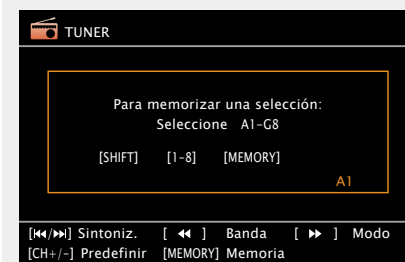 TUNER
Para memorizar una selección:
Seleccione A1-G8
[SHIFT] [1-8] [MEMORY]
A1
[⏮/⏭] Sintoniz. [ ◀◀ ] Banda [ ▶▶ ] Modo
[CH+/-] Predefinir [MEMORY] Memoria